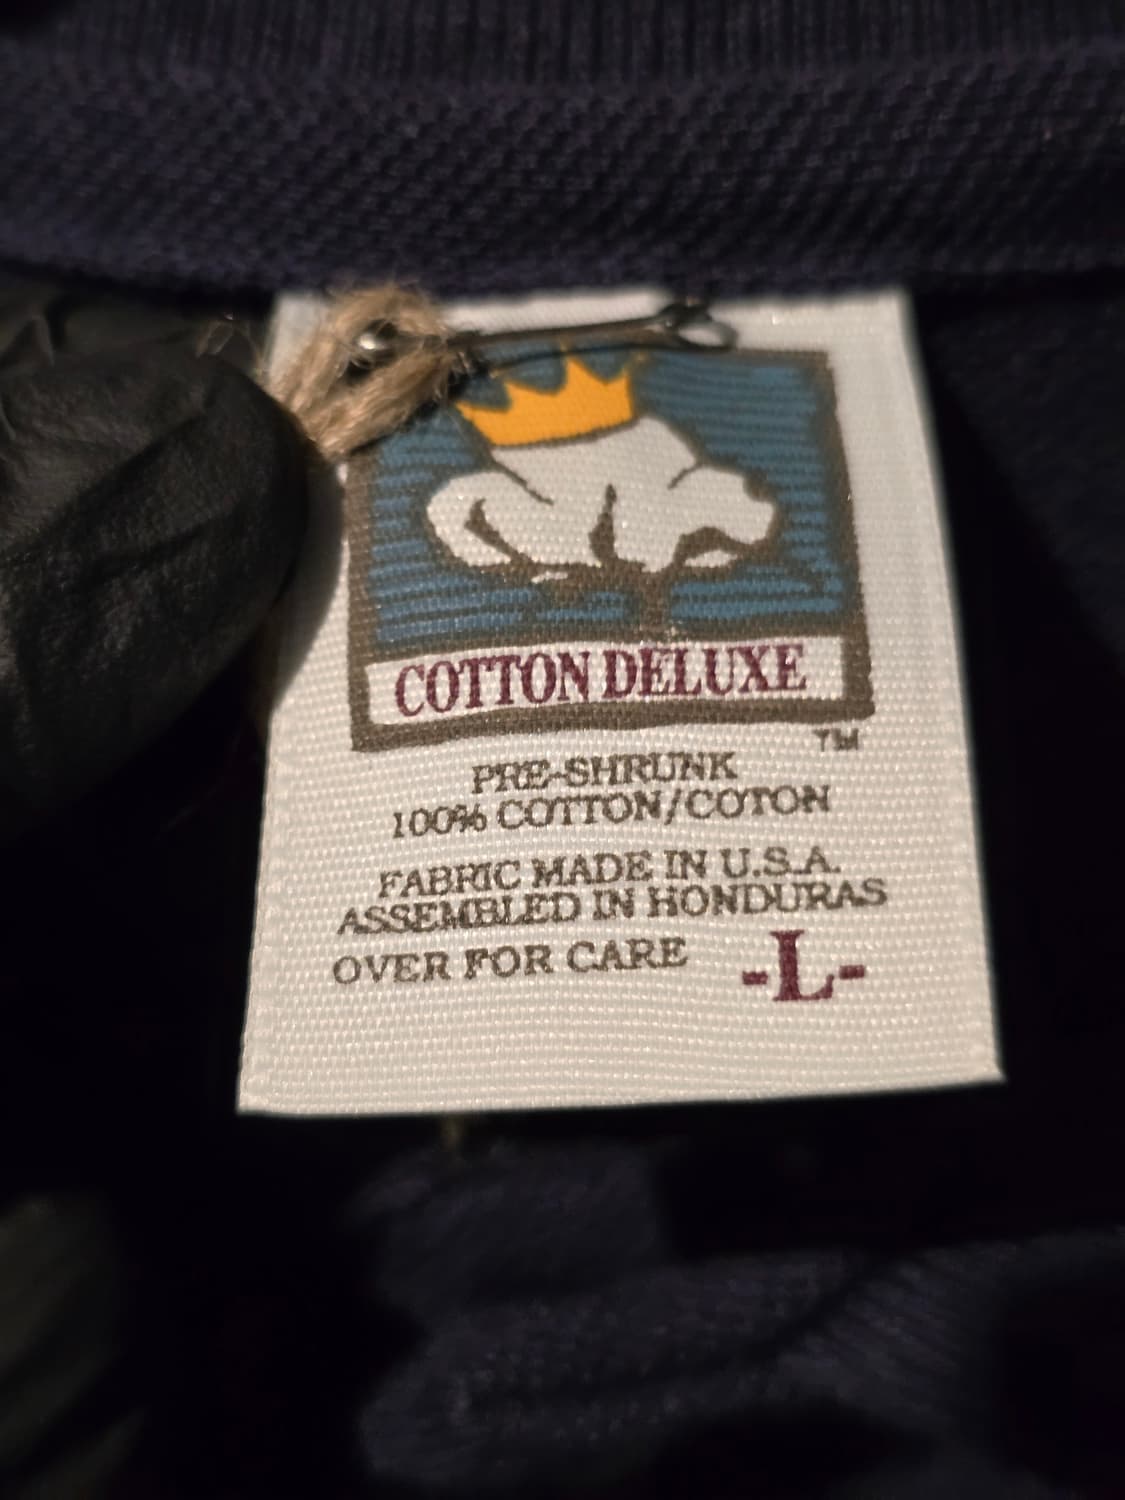 COTTON DELUXE
TM
PRE-SHRUNK
100% COTTON/COTON
FABRIC MADE IN U.S.A.
ASSEMBLED IN HONDURAS
OVER FOR CARE -L-